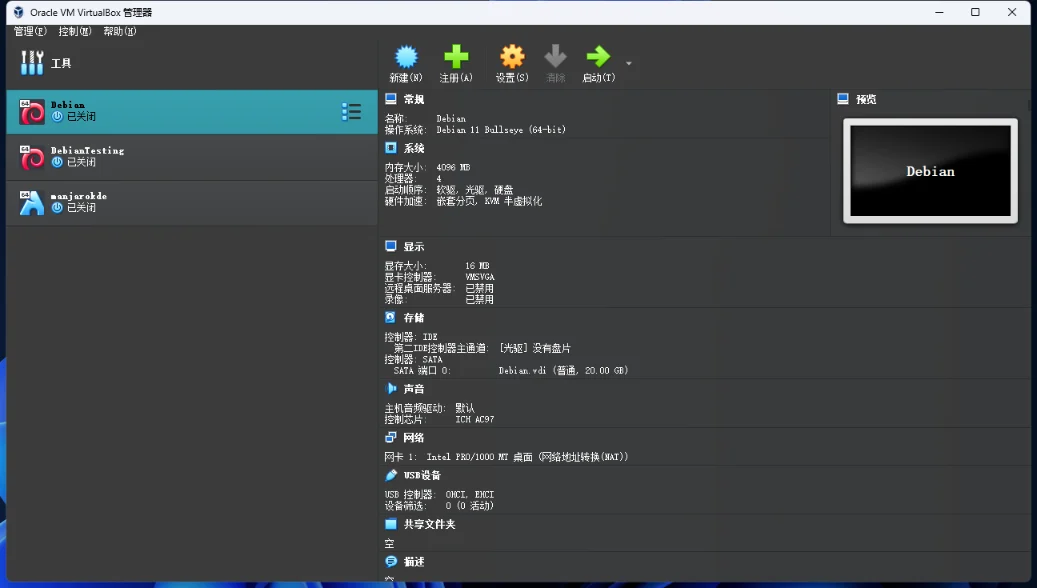 Oracle VM VirtualBox 管理器
管理(F) 控制(M) 帮助(H)
工具
新建(N) 注册(A) 设置(S) 清除 启动(T)
64 Debian
已关闭
64 DebianTesting
已关闭
64 manjarokde
已关闭
常规
名称: Debian
操作系统: Debian 11 Bullseye (64-bit)
系统
内存大小: 4096 MB
处理器: 4
启动顺序: 软驱, 光驱, 硬盘
硬件加速: 嵌套分页, KVM 半虚拟化
预览
Debian
显示
显存大小: 16 MB
显卡控制器: VMSVGA
远程桌面服务器: 已禁用
录像: 已禁用
存储
控制器: IDE
第二IDE控制器主通道: [光驱] 没有盘片
控制器: SATA
SATA 端口 0: Debian.vdi (普通, 20.00 GB)
声音
主机音频驱动: 默认
控制芯片: ICH AC97
网络
网卡 1: Intel PRO/1000 MT 桌面 (网络地址转换(NAT))
USB设备
USB 控制器: OHCI, EHCI
设备筛选: 0 (0 活动)
共享文件夹
空
描述